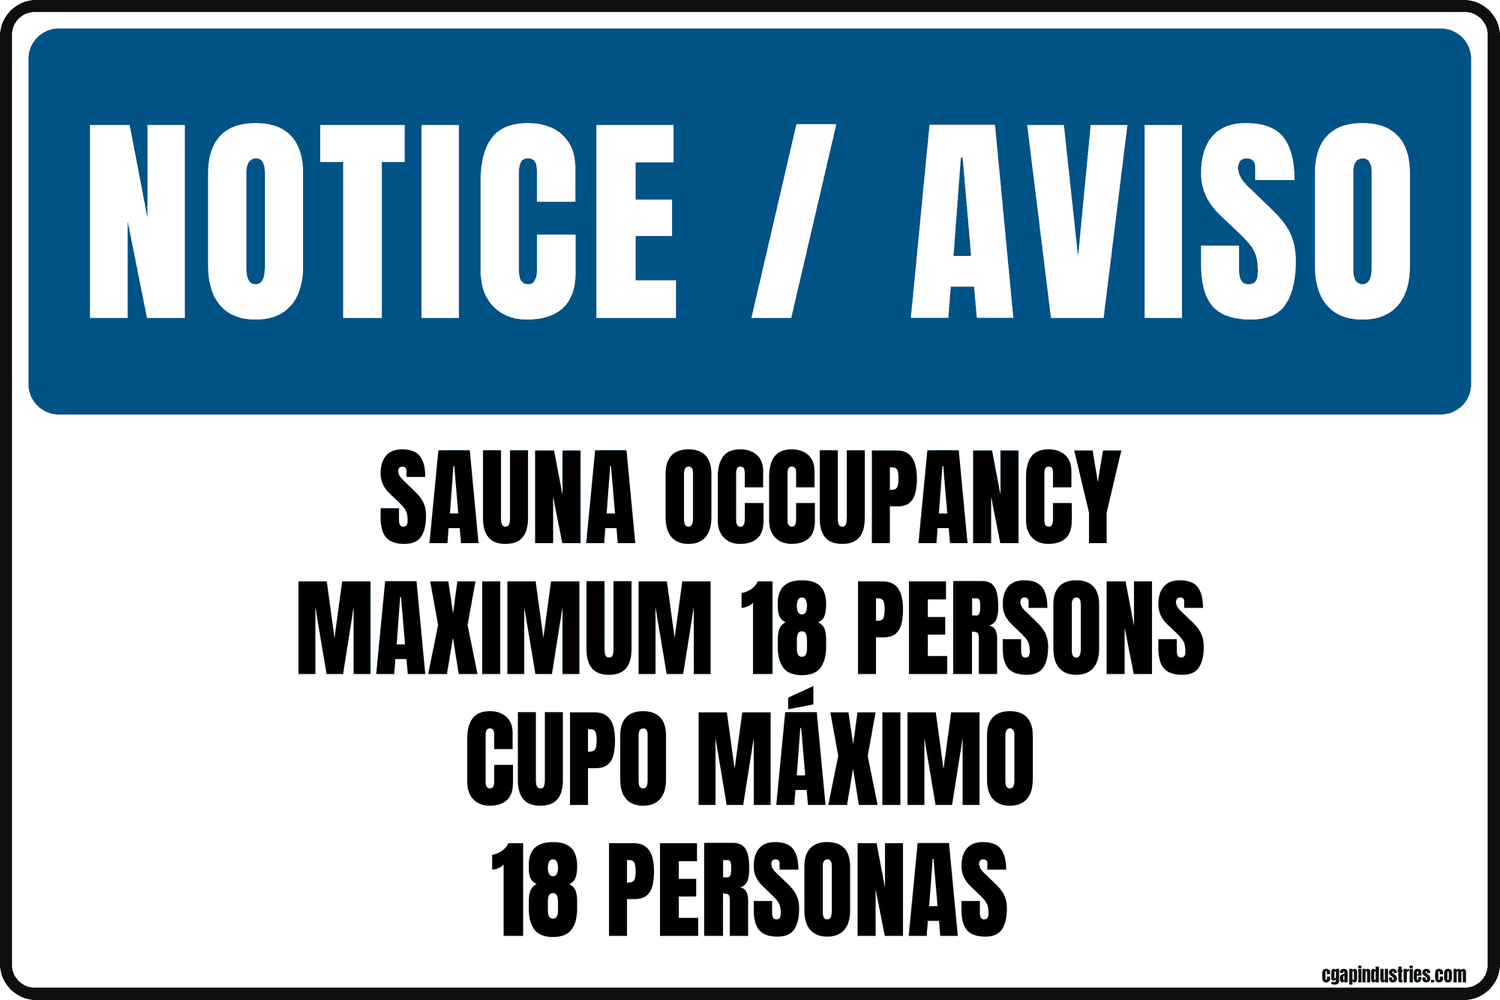 NOTICE / AVISO
SAUNA OCCUPANCY
MAXIMUM 18 PERSONS
CUPO MÁXIMO
18 PERSONAS
cgapindustries.com